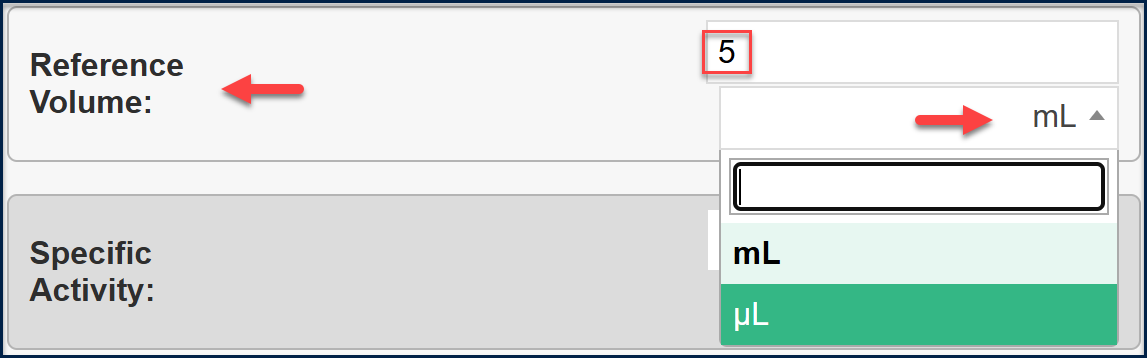 Reference
Volume:
5
mL
mL
µL
Specific
Activity: